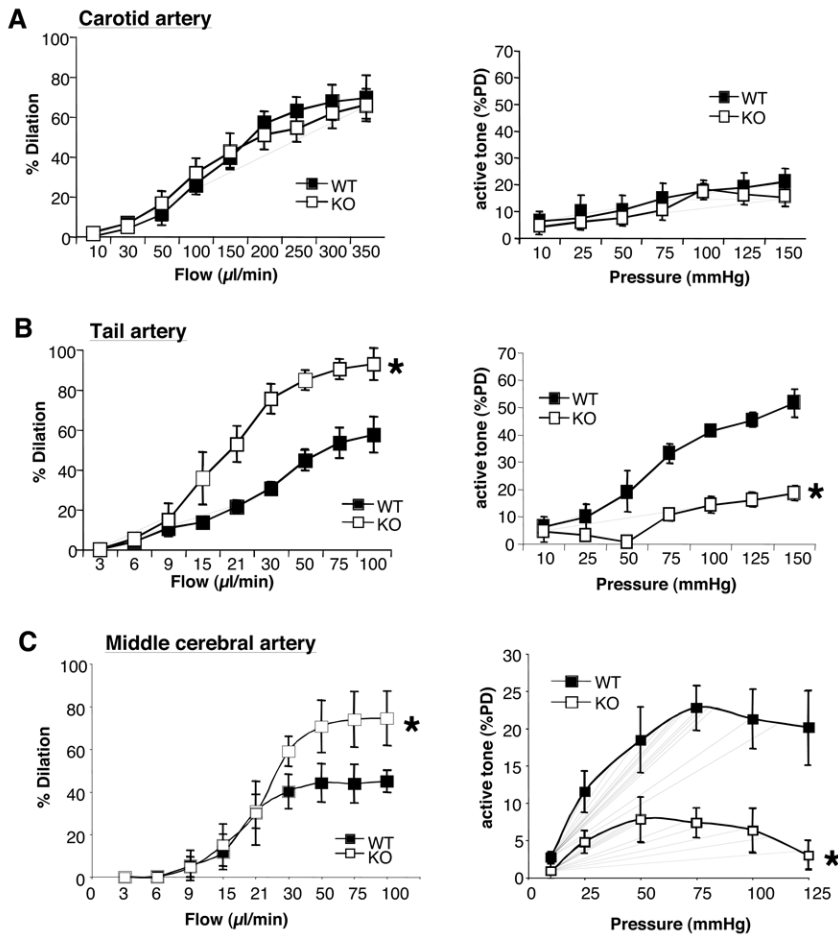 A
Carotid artery
80
60
40
20
0
% Dilation
WT
KO
10 30 50 100 150 200 250 300 350
Flow (µl/min)
70
60
50
40
30
20
10
0
active tone (%PD)
WT
KO
10 25 50 75 100 125 150
Pressure (mmHg)
B
Tail artery
100
80
60
40
20
0
% Dilation
*
WT
KO
3 6 9 15 21 30 50 75 100
Flow (µl/min)
70
60
50
40
30
20
10
0
active tone (%PD)
WT
KO
*
10 25 50 75 100 125 150
Pressure (mmHg)
C
Middle cerebral artery
100
80
60
40
20
0
% Dilation
*
WT
KO
0 3 6 9 15 21 30 50 75 100
Flow (µl/min)
30
25
20
15
10
5
0
active tone (%PD)
WT
KO
*
0 25 50 75 100 125
Pressure (mmHg)